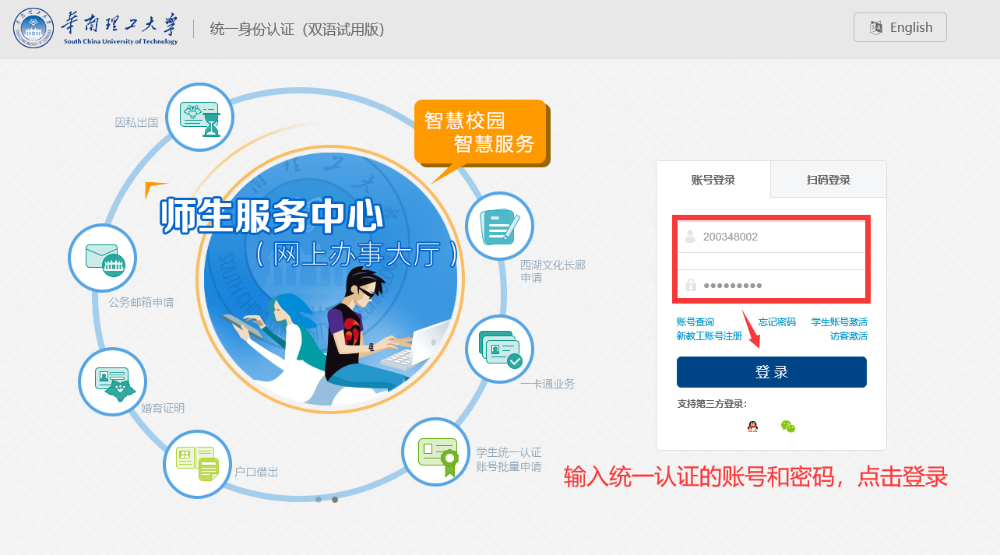 華南理工大学
South China University of Technology
统一身份认证（双语试用版）
English
因私出国
智慧校园
智慧服务
师生服务中心
（网上办事大厅）
西湖文化长廊
申请
公务邮箱申请
一卡通业务
婚育证明
户口借出
学生统一认证
账号批量申请
账号登录
扫码登录
200348002
●●●●●●●●●
账号查询 忘记密码 学生账号激活
新教工账号注册 访客激活
登 录
支持第三方登录：
输入统一认证的账号和密码，点击登录